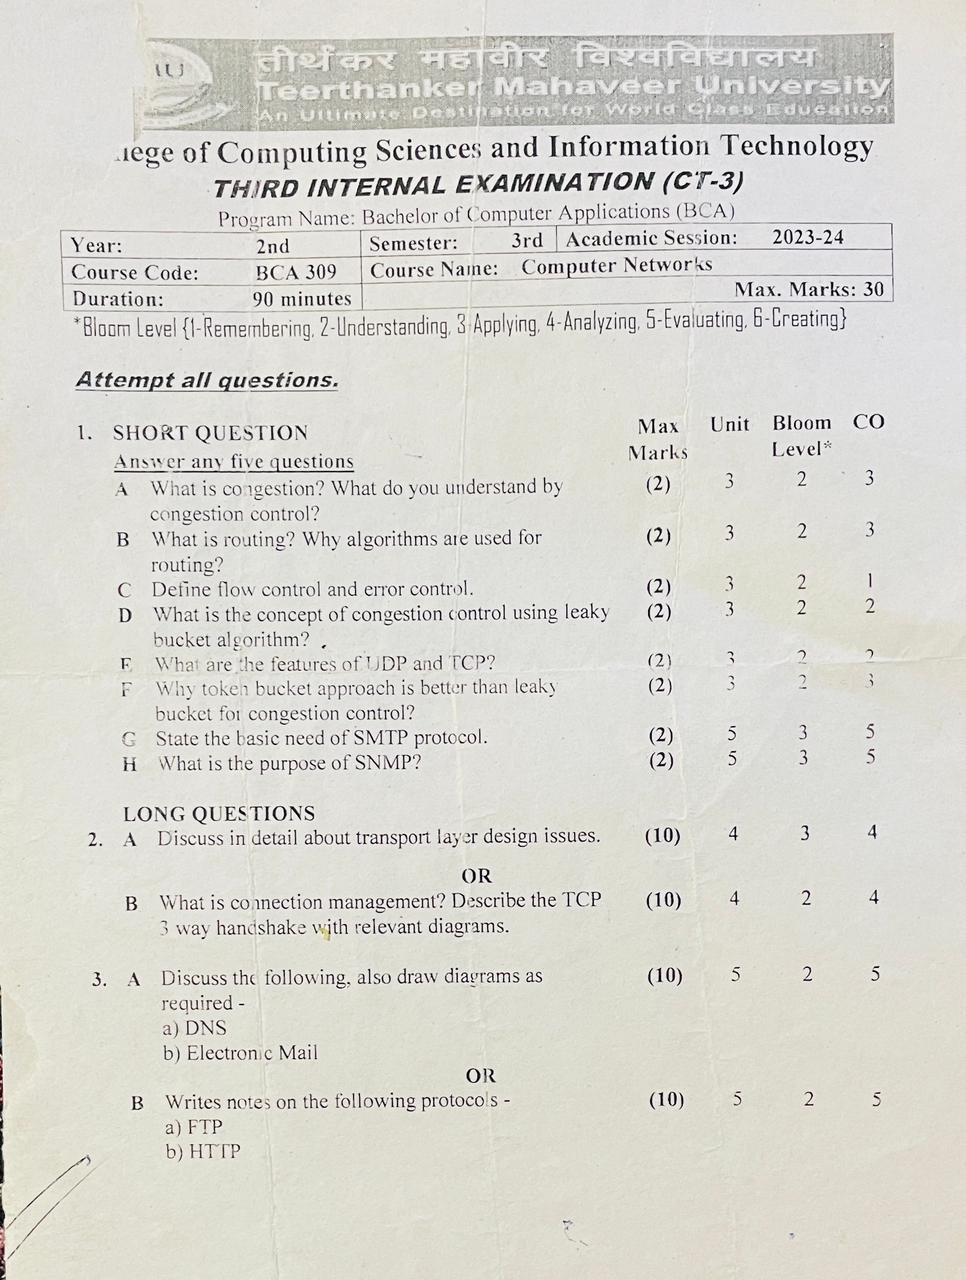 तीर्थंकर महावीर विश्वविद्यालय
Teerthanker Mahaveer University
An Ultimate Destination for World Class Education
lege of Computing Sciences and Information Technology
THIRD INTERNAL EXAMINATION (CT-3)
Program Name: Bachelor of Computer Applications (BCA)
Year: 2nd Semester: 3rd Academic Session: 2023-24
Course Code: BCA 309 Course Name: Computer Networks
Duration: 90 minutes Max. Marks: 30
*Bloom Level {1-Remembering, 2-Understanding, 3-Applying, 4-Analyzing, 5-Evaluating, 6-Creating}
Attempt all questions.
1. SHORT QUESTION Max Unit Bloom CO
Answer any five questions Marks Level*
A What is congestion? What do you understand by (2) 3 2 3
congestion control?
B What is routing? Why algorithms are used for (2) 3 2 3
routing?
C Define flow control and error control. (2) 3 2 1
D What is the concept of congestion control using leaky (2) 3 2 2
bucket algorithm?
E What are the features of UDP and TCP? (2) 3 2 2
F Why token bucket approach is better than leaky (2) 3 2 3
bucket for congestion control?
G State the basic need of SMTP protocol. (2) 5 3 5
H What is the purpose of SNMP? (2) 5 3 5
LONG QUESTIONS
2. A Discuss in detail about transport layer design issues. (10) 4 3 4
OR
B What is connection management? Describe the TCP (10) 4 2 4
3 way handshake with relevant diagrams.
3. A Discuss the following, also draw diagrams as (10) 5 2 5
required -
a) DNS
b) Electronic Mail
OR
B Writes notes on the following protocols - (10) 5 2 5
a) FTP
b) HTTP